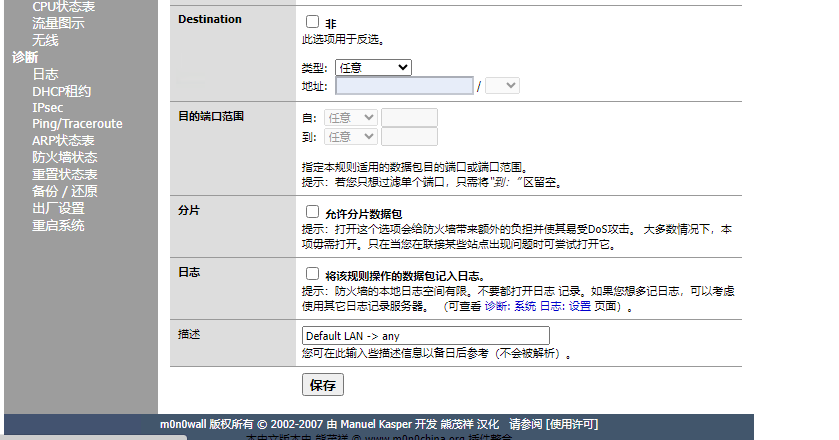 CPU状态表
流量图示
无线
诊断
日志
DHCP租约
IPsec
Ping/Traceroute
ARP状态表
防火墙状态
重置状态表
备份 / 还原
出厂设置
重启系统
Destination
非
此选项用于反选。
类型: 任意
地址: /
目的端口范围
自: 任意
到: 任意
指定本规则适用的数据包目的端口或端口范围。
提示：若您只想过滤单个端口，只需将“到：”区留空。
分片
允许分片数据包
提示：打开这个选项会给防火墙带来额外的负担并使其易受DoS攻击。 大多数情况下，本
项毋需打开。只在当您在联接某些站点出现问题时可尝试打开它。
日志
将该规则操作的数据包记入日志。
提示：防火墙的本地日志空间有限。不要都打开日志 记录。如果您想多记日志，可以考虑
使用其它日志记录服务器。 （可查看 诊断: 系统 日志: 设置 页面）。
描述
Default LAN -> any
您可在此输入些描述信息以备日后参考（不会被解析）。
保存
m0n0wall 版权所有 © 2002-2007 由 Manuel Kasper 开发 熊茂祥 汉化 请参阅 [使用许可]
本中文版本由 熊茂祥 @ www.m0n0china.org 插件整合